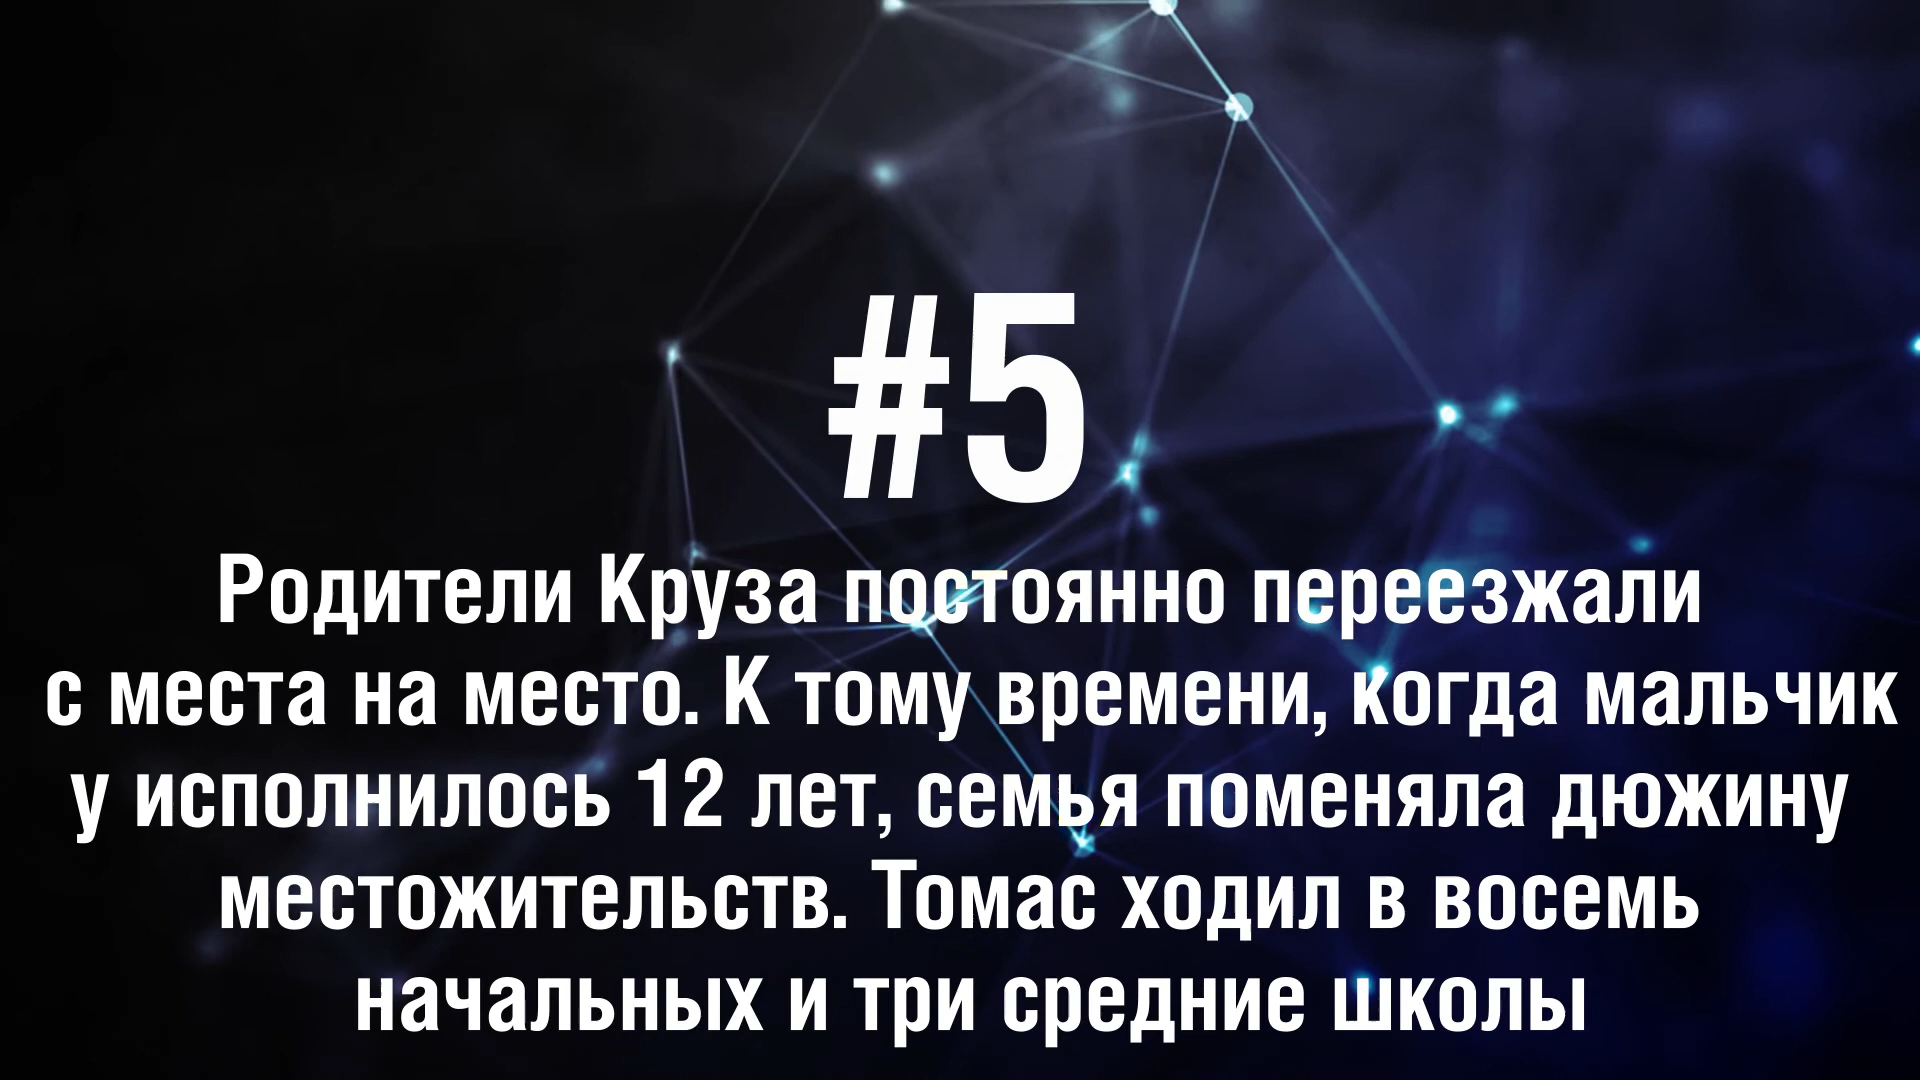 #5
Родители Круза постоянно переезжали
с места на место. К тому времени, когда мальчик
у исполнилось 12 лет, семья поменяла дюжину
местожительств. Томас ходил в восемь
начальных и три средние школы